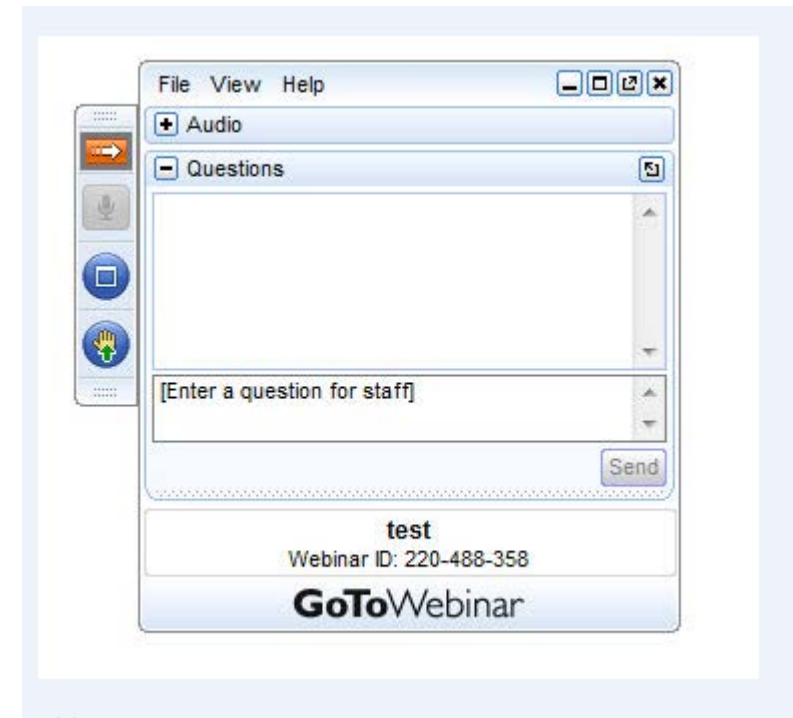 File View Help
Audio
Questions
[Enter a question for staff]
Send
test
Webinar ID: 220-488-358
GoToWebinar